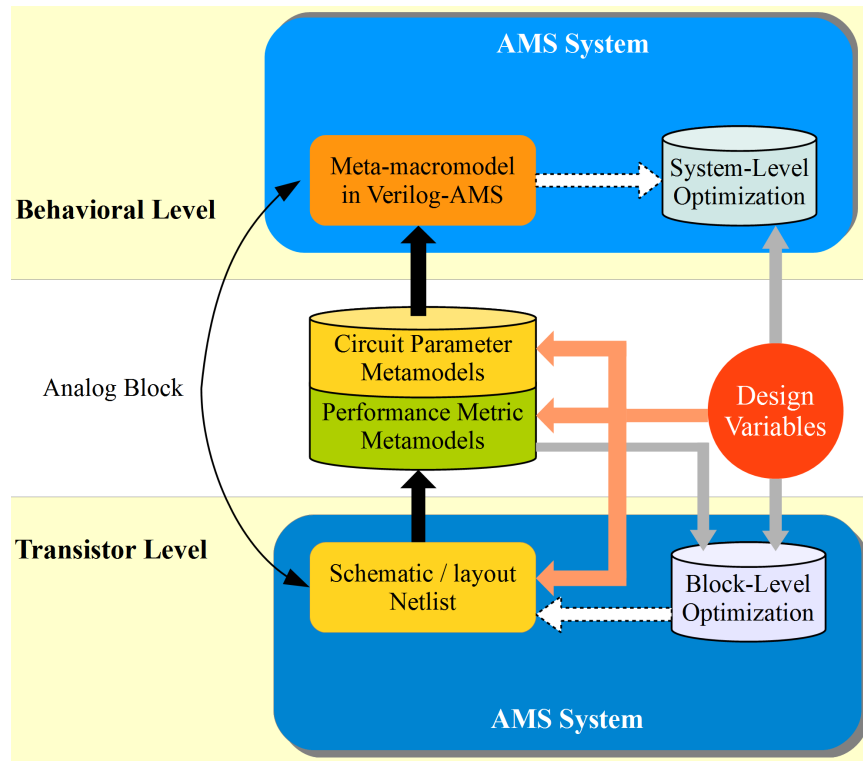 AMS System
Meta-macromodel
in Verilog-AMS
System-Level
Optimization
Behavioral Level
Circuit Parameter
Metamodels
Analog Block
Performance Metric
Metamodels
Design
Variables
Transistor Level
Schematic / layout
Netlist
Block-Level
Optimization
AMS System